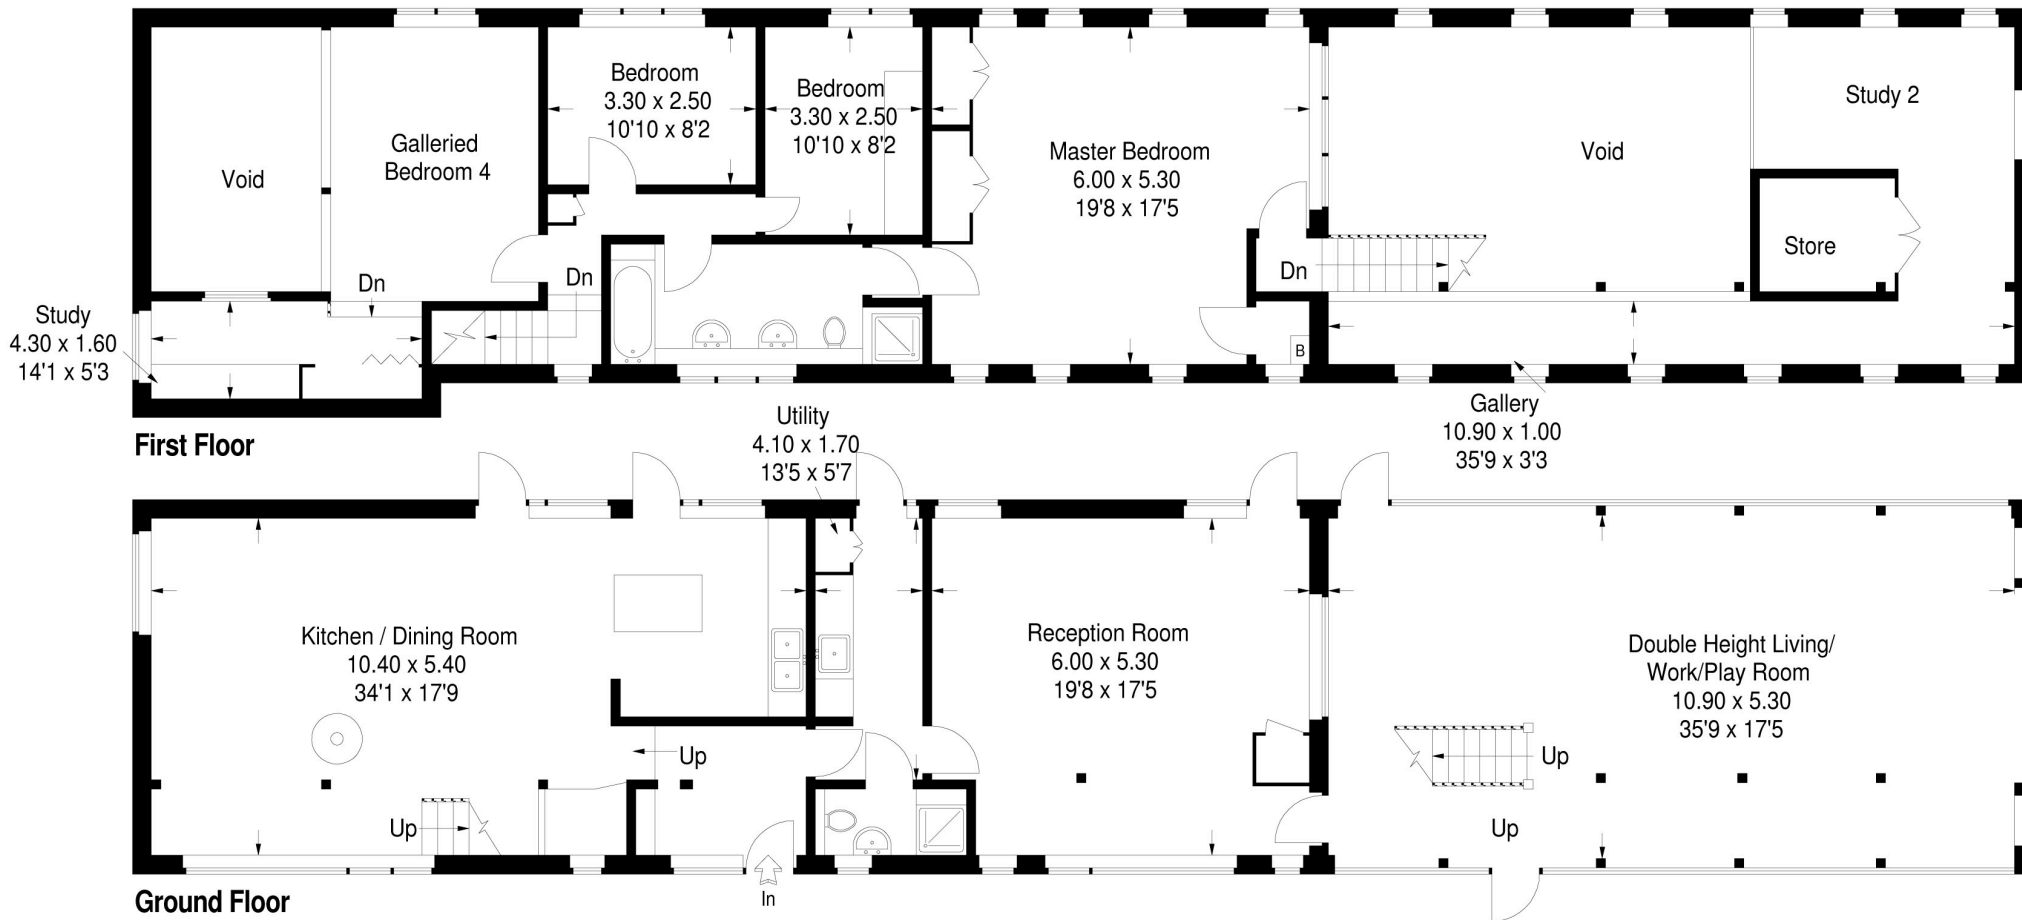 Void
Galleried
Bedroom 4
Bedroom
3.30 x 2.50
10'10 x 8'2
Bedroom
3.30 x 2.50
10'10 x 8'2
Master Bedroom
6.00 x 5.30
19'8 x 17'5
Void
Study 2
Store
Dn
Dn
Dn
B
Study
4.30 x 1.60
14'1 x 5'3
Gallery
10.90 x 1.00
35'9 x 3'3
First Floor
Utility
4.10 x 1.70
13'5 x 5'7
Kitchen / Dining Room
10.40 x 5.40
34'1 x 17'9
Reception Room
6.00 x 5.30
19'8 x 17'5
Double Height Living/
Work/Play Room
10.90 x 5.30
35'9 x 17'5
Up
Up
Up
Up
In
Ground Floor